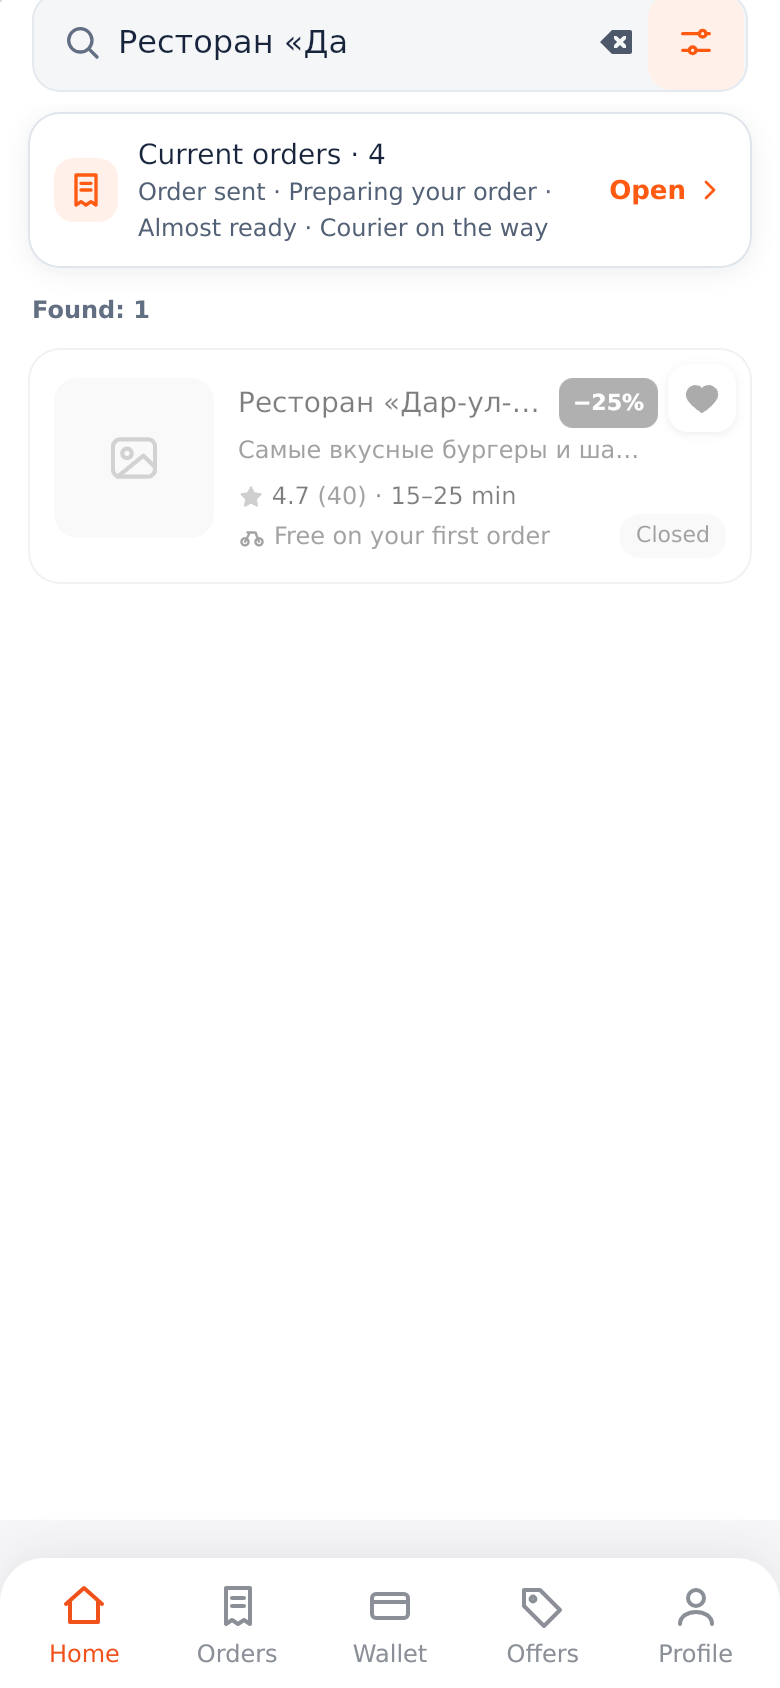 Ресторан «Да
Current orders · 4
Order sent · Preparing your order ·
Almost ready · Courier on the way
Open
Found: 1
Ресторан «Дар-ул-…
−25%
Самые вкусные бургеры и ша…
4.7 (40) · 15–25 min
Free on your first order
Closed
Home
Orders
Wallet
Offers
Profile